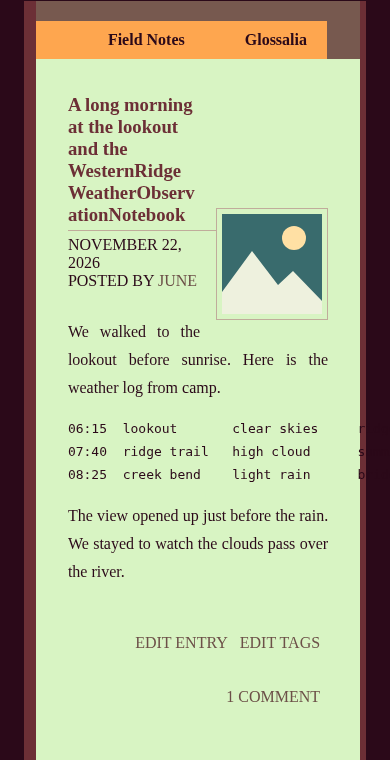 Field Notes Glossalia
A long morning
at the lookout
and the
WesternRidge
WeatherObserv
ationNotebook
NOVEMBER 22,
2026
POSTED BY JUNE
We walked to the
lookout before sunrise. Here is the
weather log from camp.
06:15 lookout clear skies
07:40 ridge trail high cloud
08:25 creek bend light rain
The view opened up just before the rain.
We stayed to watch the clouds pass over
the river.
EDIT ENTRY EDIT TAGS
1 COMMENT